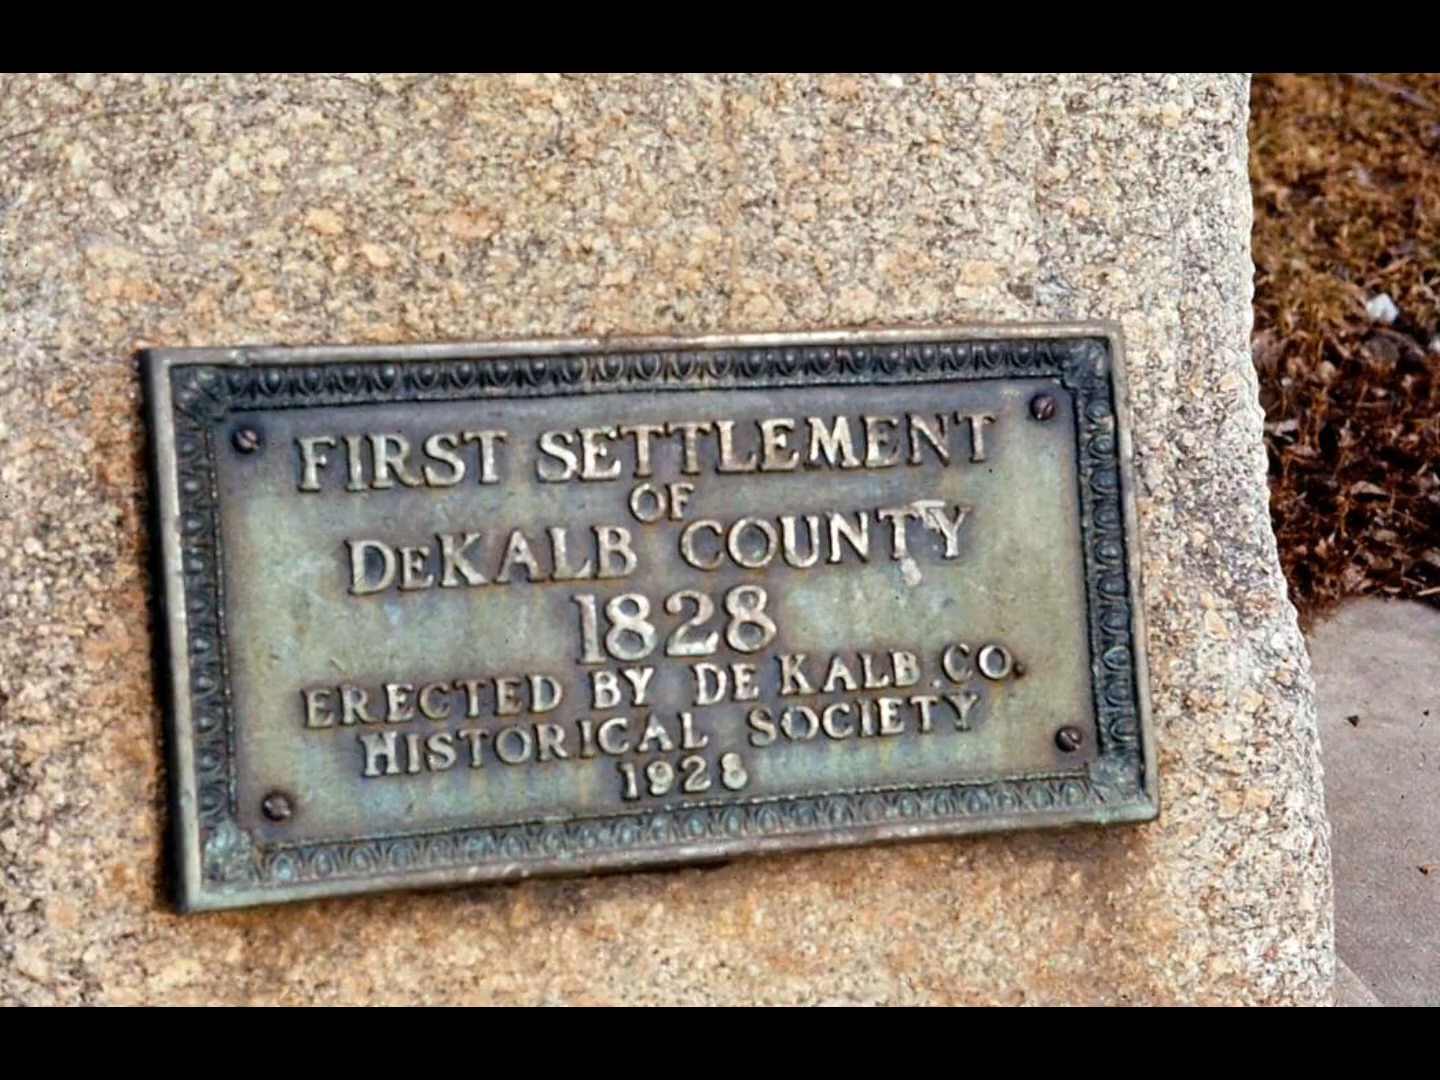 FIRST SETTLEMENT
OF
DEKALB COUNTY
1828
ERECTED BY DE KALB.CO.
HISTORICAL SOCIETY
1928